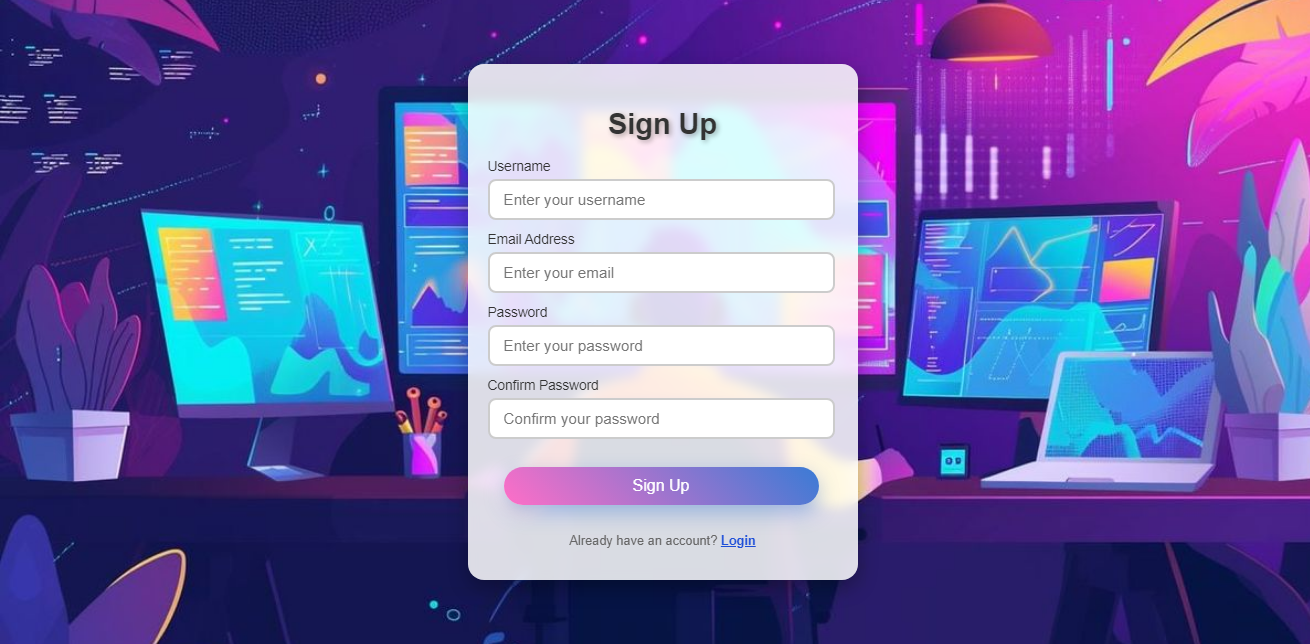 Sign Up
Username
Enter your username
Email Address
Enter your email
Password
Enter your password
Confirm Password
Confirm your password
Sign Up
Already have an account? Login